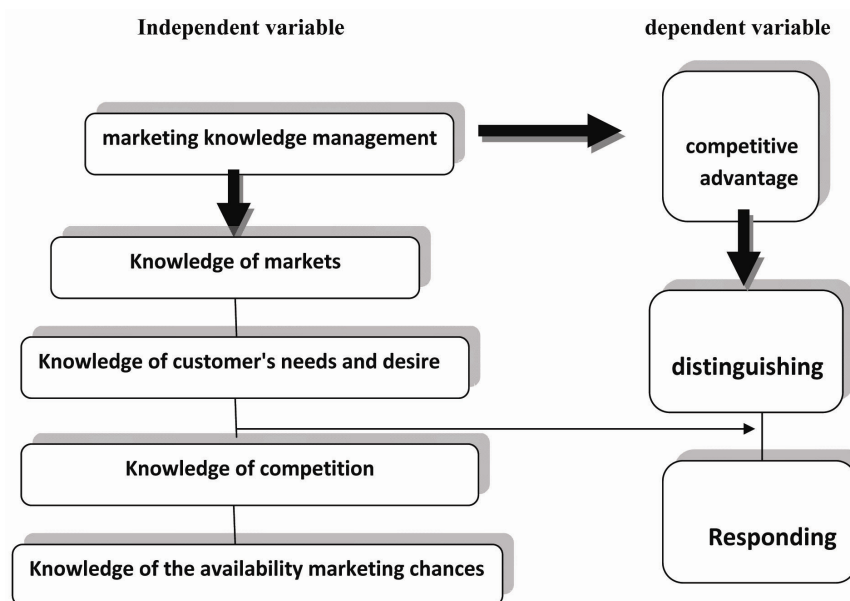 Independent variable
dependent variable
marketing knowledge management
competitive
advantage
Knowledge of markets
Knowledge of customer's needs and desire
distinguishing
Knowledge of competition
Responding
Knowledge of the availability marketing chances